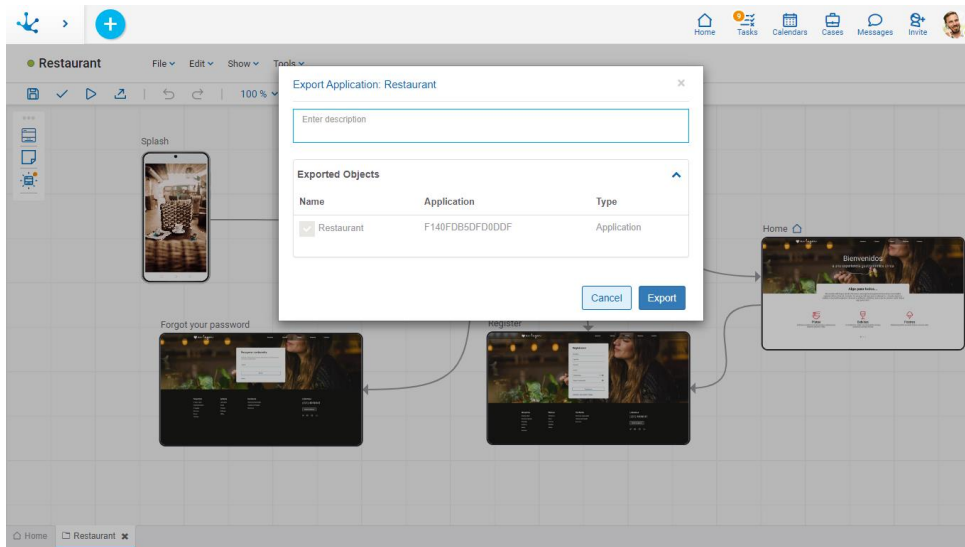 9
Home
Tasks
Calendars
Cases
Messages
Invite
Restaurant
File
Edit
Show
Tools
100 %
Export Application: Restaurant
Enter description
Exported Objects
Name
Application
Type
Restaurant
F140FDB5DFD0DDF
Application
Cancel
Export
Splash
Home
Bienvenidos
Forgot your password
Register
Home
Restaurant